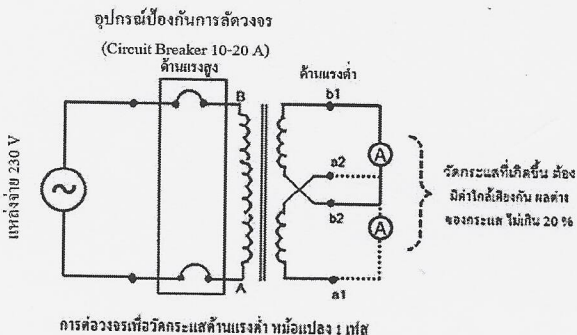 อุปกรณ์ป้องกันการลัดวงจร
(Circuit Breaker 10-20 A)
ด้านแรงสูง
ด้านแรงต่ำ
แหล่งจ่าย 230 V
B
A
b1
a2
b2
a1
A
A
วัดกระแสที่เกิดขึ้น ต้อง
มีค่าใกล้เคียงกัน ผลต่าง
ของกระแส ไม่เกิน 20 %
การต่อวงจรเพื่อวัดกระแสด้านแรงต่ำ หม้อแปลง 1 เฟส